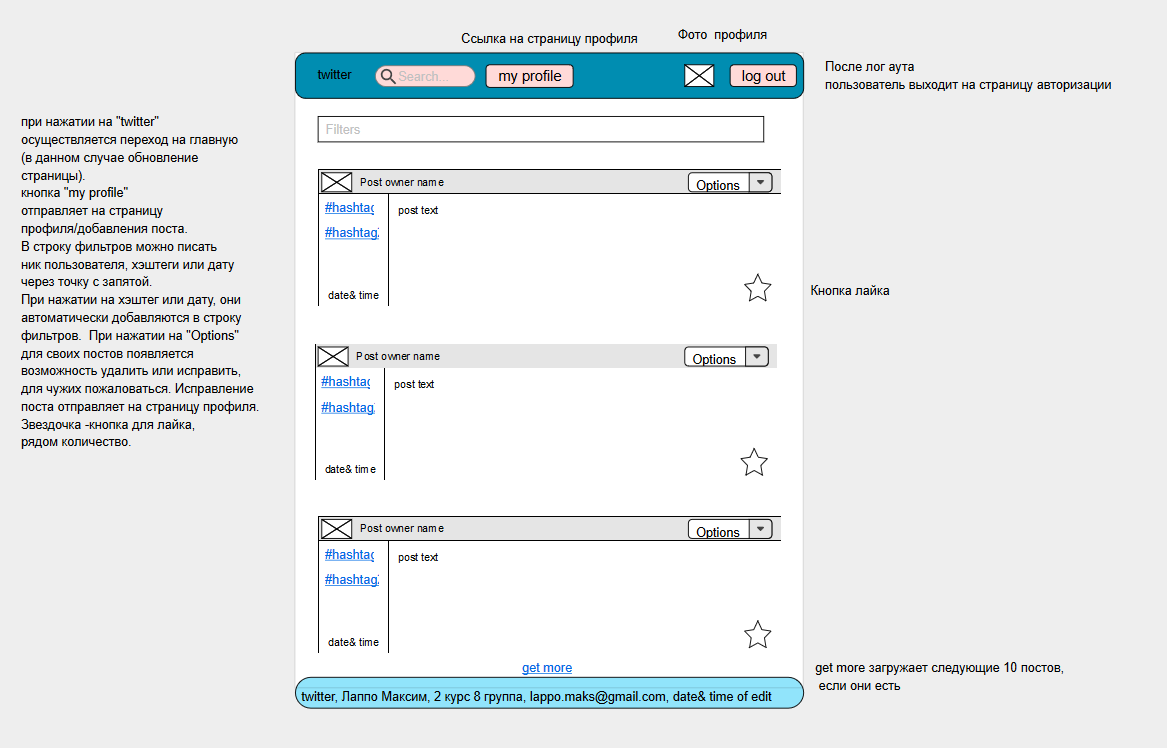 Ссылка на страницу профиля
Фото профиля
twitter
Search...
my profile
log out
После лог аута
пользователь выходит на страницу авторизации
при нажатии на "twitter"
осуществляется переход на главную
(в данном случае обновление
страницы).
кнопка "my profile"
отправляет на страницу
профиля/добавления поста.
В строку фильтров можно писать
ник пользователя, хэштеги или дату
через точку с запятой.
При нажатии на хэштег или дату, они
автоматически добавляются в строку
фильтров. При нажатии на "Options"
для своих постов появляется
возможность удалить или исправить,
для чужих пожаловаться. Исправление
поста отправляет на страницу профиля.
Звездочка -кнопка для лайка,
рядом количество.
Filters
Post owner name
Options
#hashtag
post text
#hashtag2
date& time
Кнопка лайка
Post owner name
Options
#hashtag
post text
#hashtag
date& time
Post owner name
Options
#hashtag
post text
#hashtag2
date& time
get more
get more загружает следующие 10 постов,
если они есть
twitter, Лаппо Максим, 2 курс 8 группа, lappo.maks@gmail.com, date& time of edit